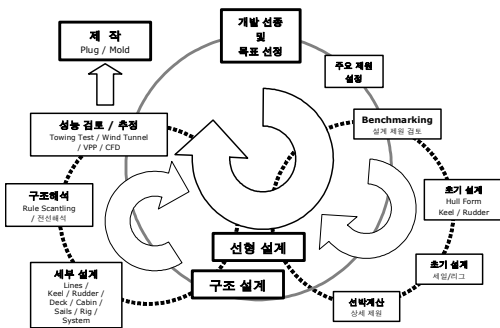 제 작
Plug / Mold
개발 선종
및
목표 선정
주요 제원
설정
성능 검토 / 추정
Towing Test / Wind Tunnel
/ VPP / CFD
Benchmarking
설계 제원 검토
구조해석
Rule Scantling
/ 전선해석
초기 설계
Hull Form
Keel / Rudder
선형 설계
세부 설계
Lines /
Keel / Rudder /
Deck / Cabin /
Sails / Rig /
System
구조 설계
초기 설계
세일/리그
선박계산
상세 제원